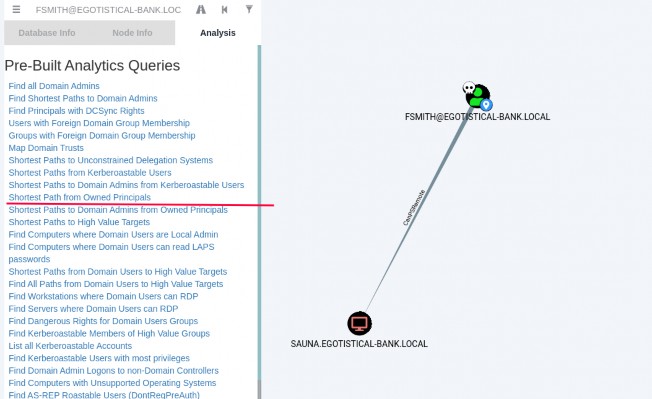 FSMITH@EGOTISTICAL-BANK.LOC
Database Info
Node Info
Analysis
Pre-Built Analytics Queries
Find all Domain Admins
Find Shortest Paths to Domain Admins
Find Principals with DCSync Rights
Users with Foreign Domain Group Membership
Groups with Foreign Domain Group Membership
Map Domain Trusts
Shortest Paths to Unconstrained Delegation Systems
Shortest Paths from Kerberoastable Users
Shortest Paths to Domain Admins from Kerberoastable Users
Shortest Path from Owned Principals
Shortest Paths to Domain Admins from Owned Principals
Shortest Paths to High Value Targets
Find Computers where Domain Users are Local Admin
Find Computers where Domain Users can read LAPS
passwords
Shortest Paths from Domain Users to High Value Targets
Find All Paths from Domain Users to High Value Targets
Find Workstations where Domain Users can RDP
Find Servers where Domain Users can RDP
Find Dangerous Rights for Domain Users Groups
Find Kerberoastable Members of High Value Groups
List all Kerberoastable Accounts
Find Kerberoastable Users with most privileges
Find Domain Admin Logons to non-Domain Controllers
Find Computers with Unsupported Operating Systems
Find AS-REP Roastable Users (DontReqPreAuth)
FSMITH@EGOTISTICAL-BANK.LOCAL
CanPSRemote
SAUNA.EGOTISTICAL-BANK.LOCAL